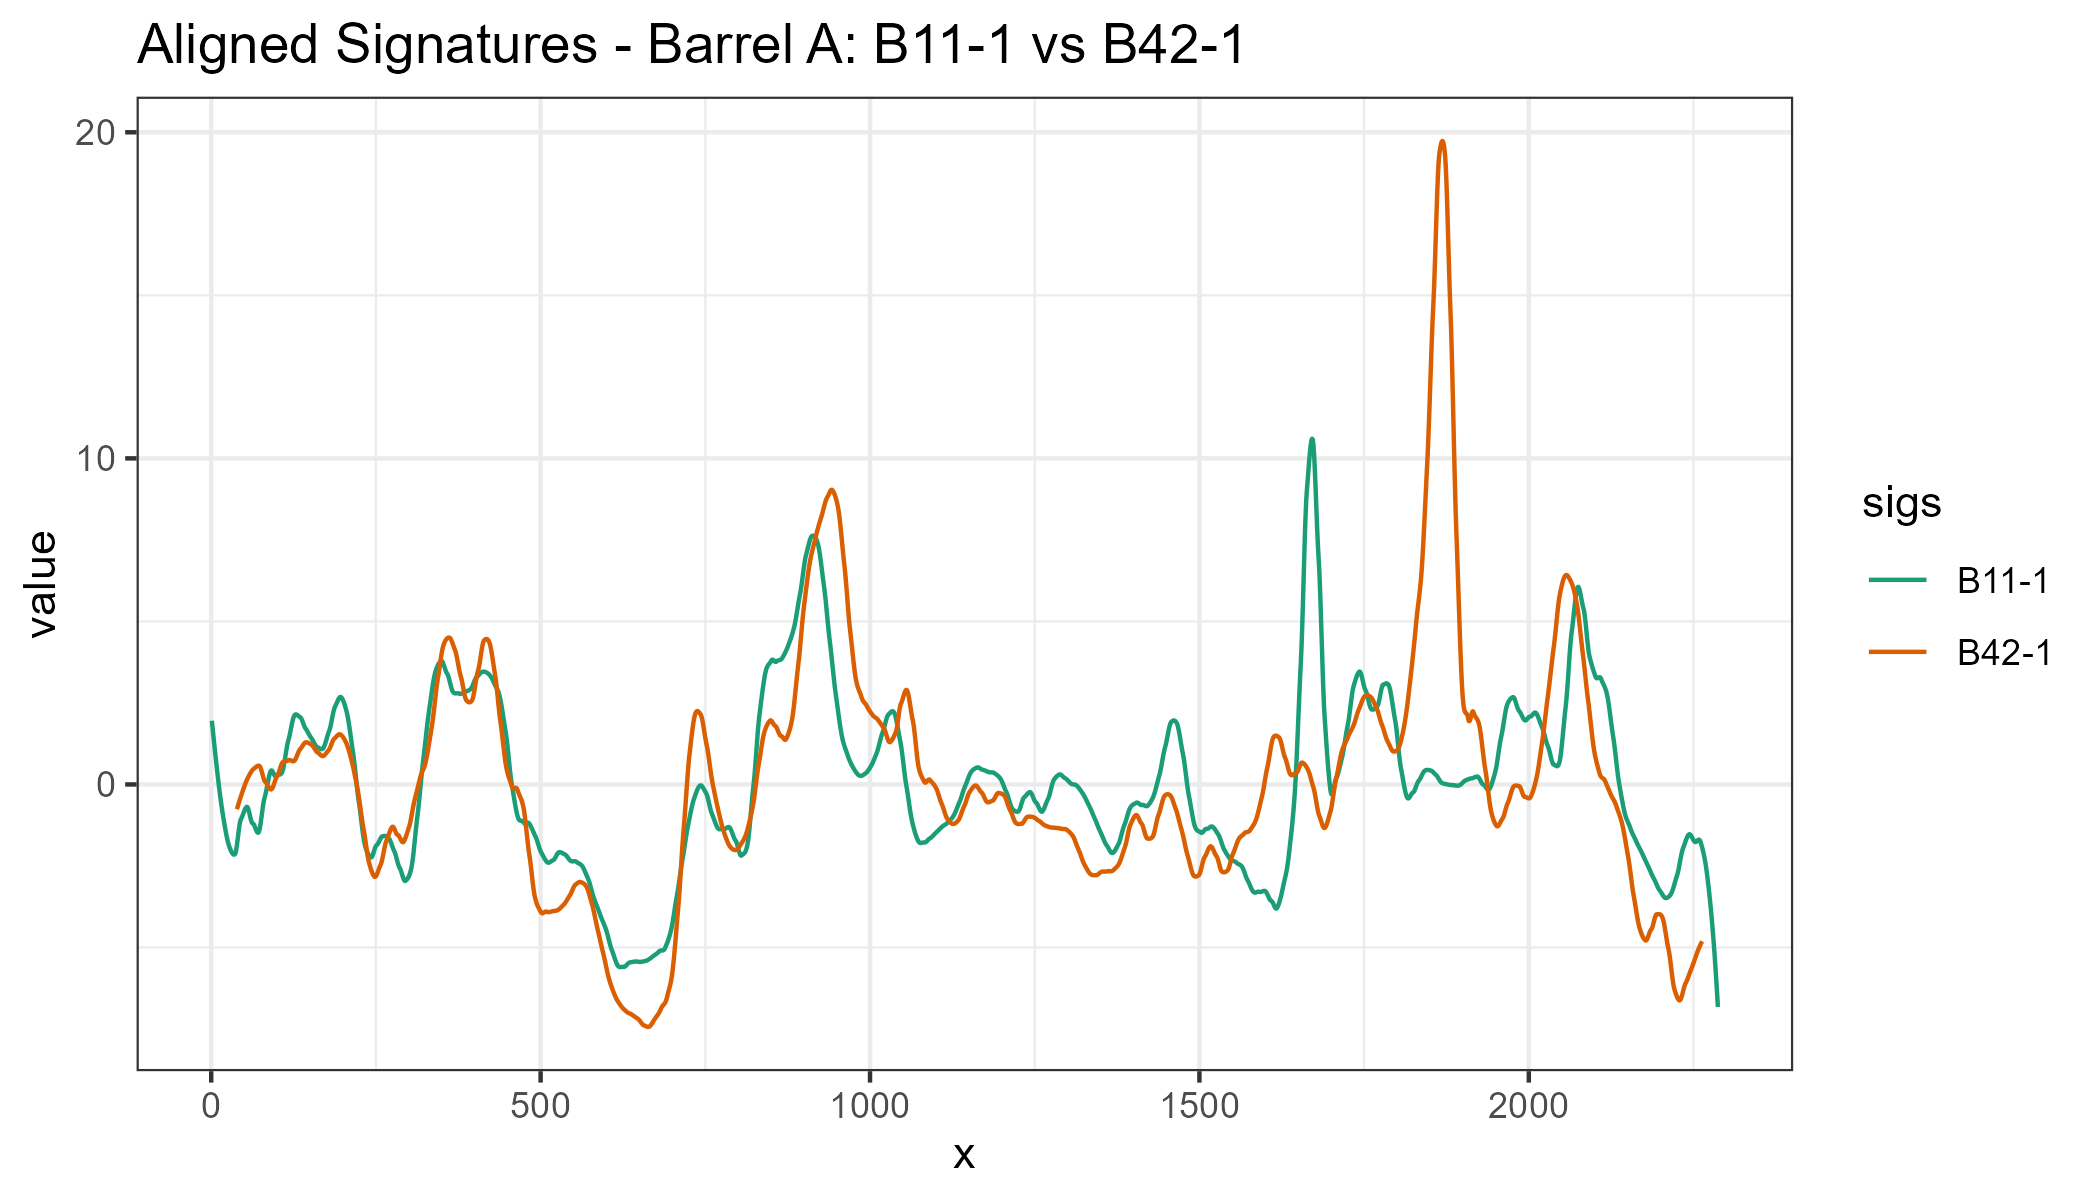 Aligned Signatures - Barrel A: B11-1 vs B42-1
20
10
0
value
0 500 1000 1500 2000
x
sigs
B11-1
B42-1